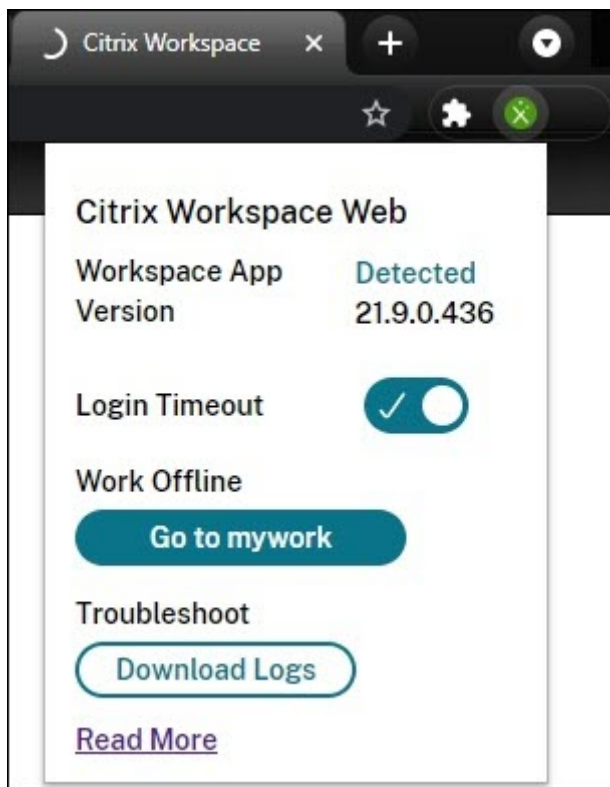 Citrix Workspace
Citrix Workspace Web
Workspace App Detected
Version 21.9.0.436
Login Timeout
Work Offline
Go to mywork
Troubleshoot
Download Logs
Read More